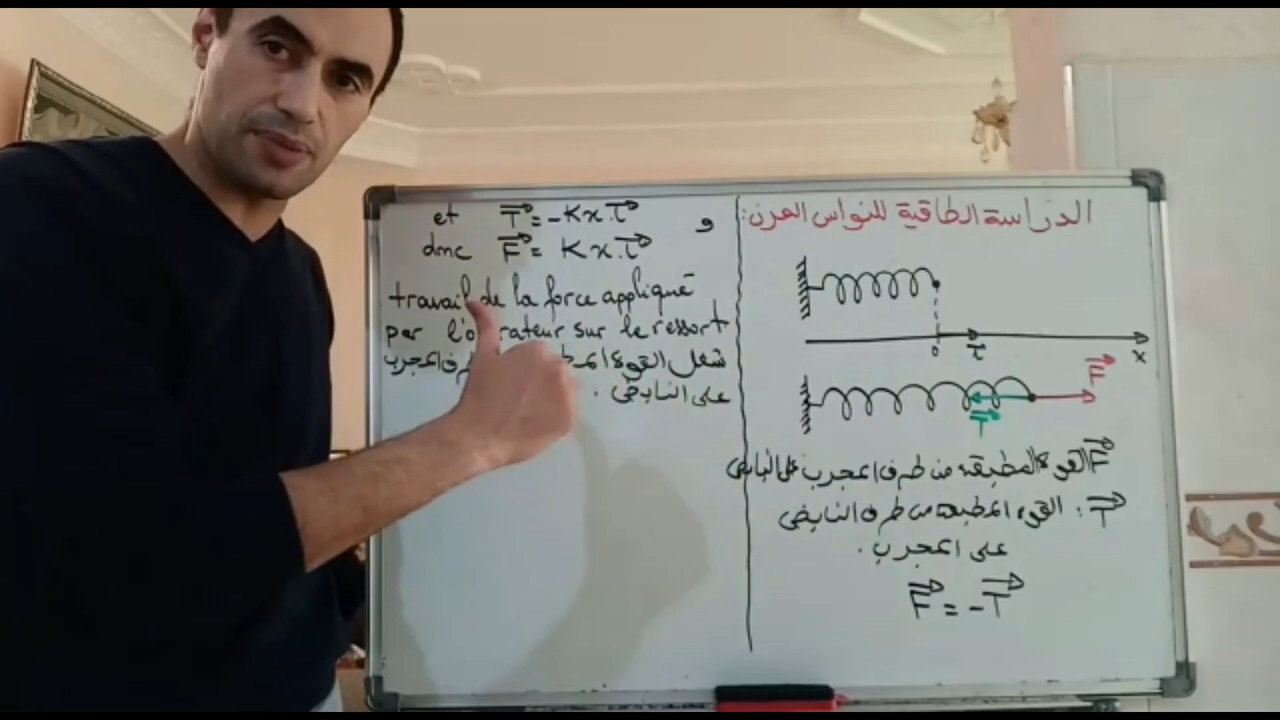 الدراسة الطاقية للنواس المرن:
0
τ
x
F
T
F القوة المطبقة من طرف المجرب على النابض
T : القوة المطبقة من طرف النابض
على المجرب.
F = -T
et T = -Kx.τ و
donc F = Kx.τ
travail de la force appliqué
par sur le ressort
شغل القوة المجرب
على النابض.